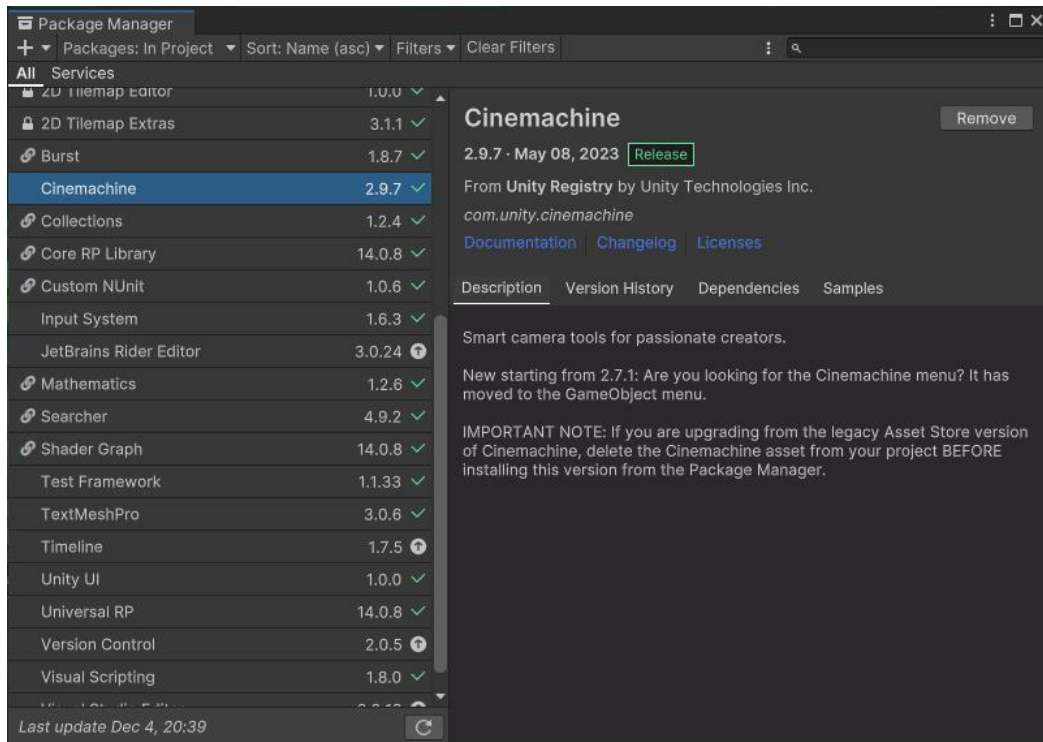 Package Manager
Packages: In Project Sort: Name (asc) Filters Clear Filters
All Services
2D Tilemap Editor 1.0.0
2D Tilemap Extras 3.1.1
Burst 1.8.7
Cinemachine 2.9.7
Collections 1.2.4
Core RP Library 14.0.8
Custom NUnit 1.0.6
Input System 1.6.3
JetBrains Rider Editor 3.0.24
Mathematics 1.2.6
Searcher 4.9.2
Shader Graph 14.0.8
Test Framework 1.1.33
TextMeshPro 3.0.6
Timeline 1.7.5
Unity UI 1.0.0
Universal RP 14.0.8
Version Control 2.0.5
Visual Scripting 1.8.0
Last update Dec 4, 20:39
Cinemachine
Remove
2.9.7 · May 08, 2023 Release
From Unity Registry by Unity Technologies Inc.
com.unity.cinemachine
Documentation Changelog Licenses
Description Version History Dependencies Samples
Smart camera tools for passionate creators.
New starting from 2.7.1: Are you looking for the Cinemachine menu? It has
moved to the GameObject menu.
IMPORTANT NOTE: If you are upgrading from the legacy Asset Store version
of Cinemachine, delete the Cinemachine asset from your project BEFORE
installing this version from the Package Manager.